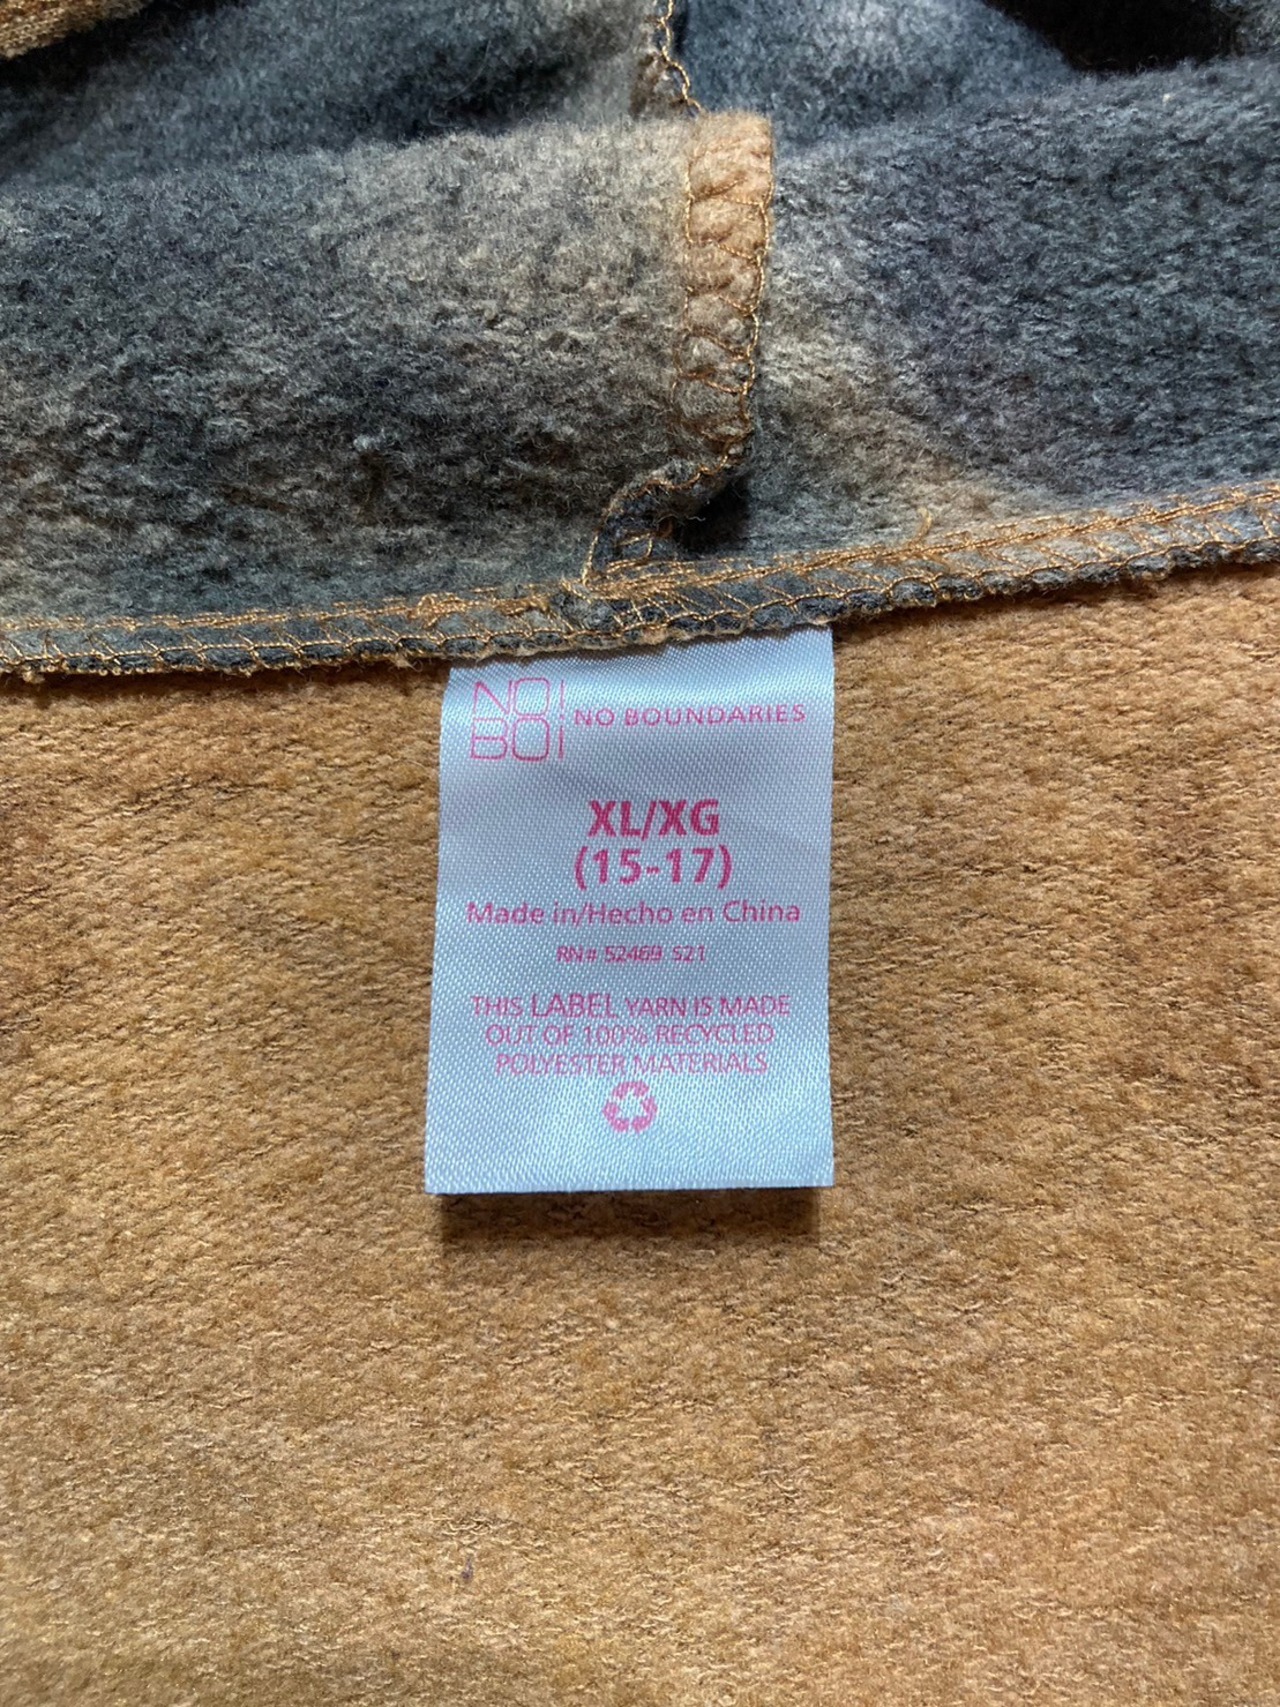 NO!
BO!
NO BOUNDARIES
XL/XG
(15-17)
Made in/Hecho en China
RN# 52469 S21
THIS LABEL YARN IS MADE
OUT OF 100% RECYCLED
POLYESTER MATERIALS